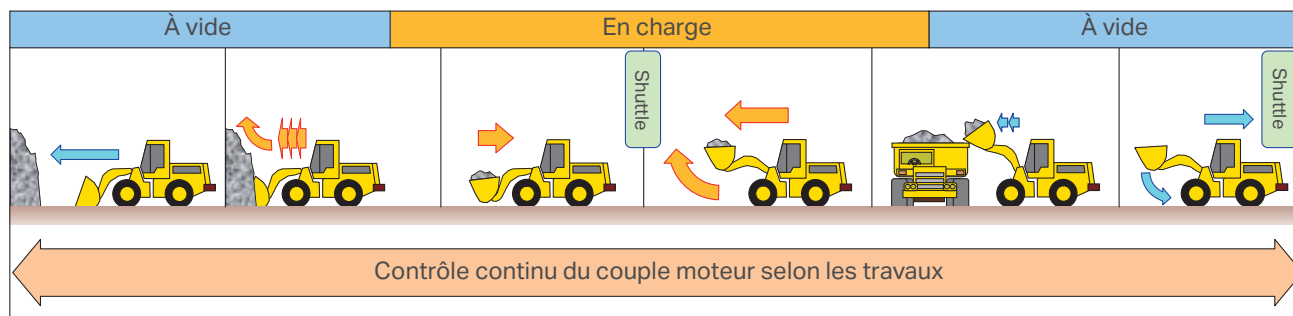 À vide
En charge
À vide
Shuttle
Shuttle
Contrôle continu du couple moteur selon les travaux